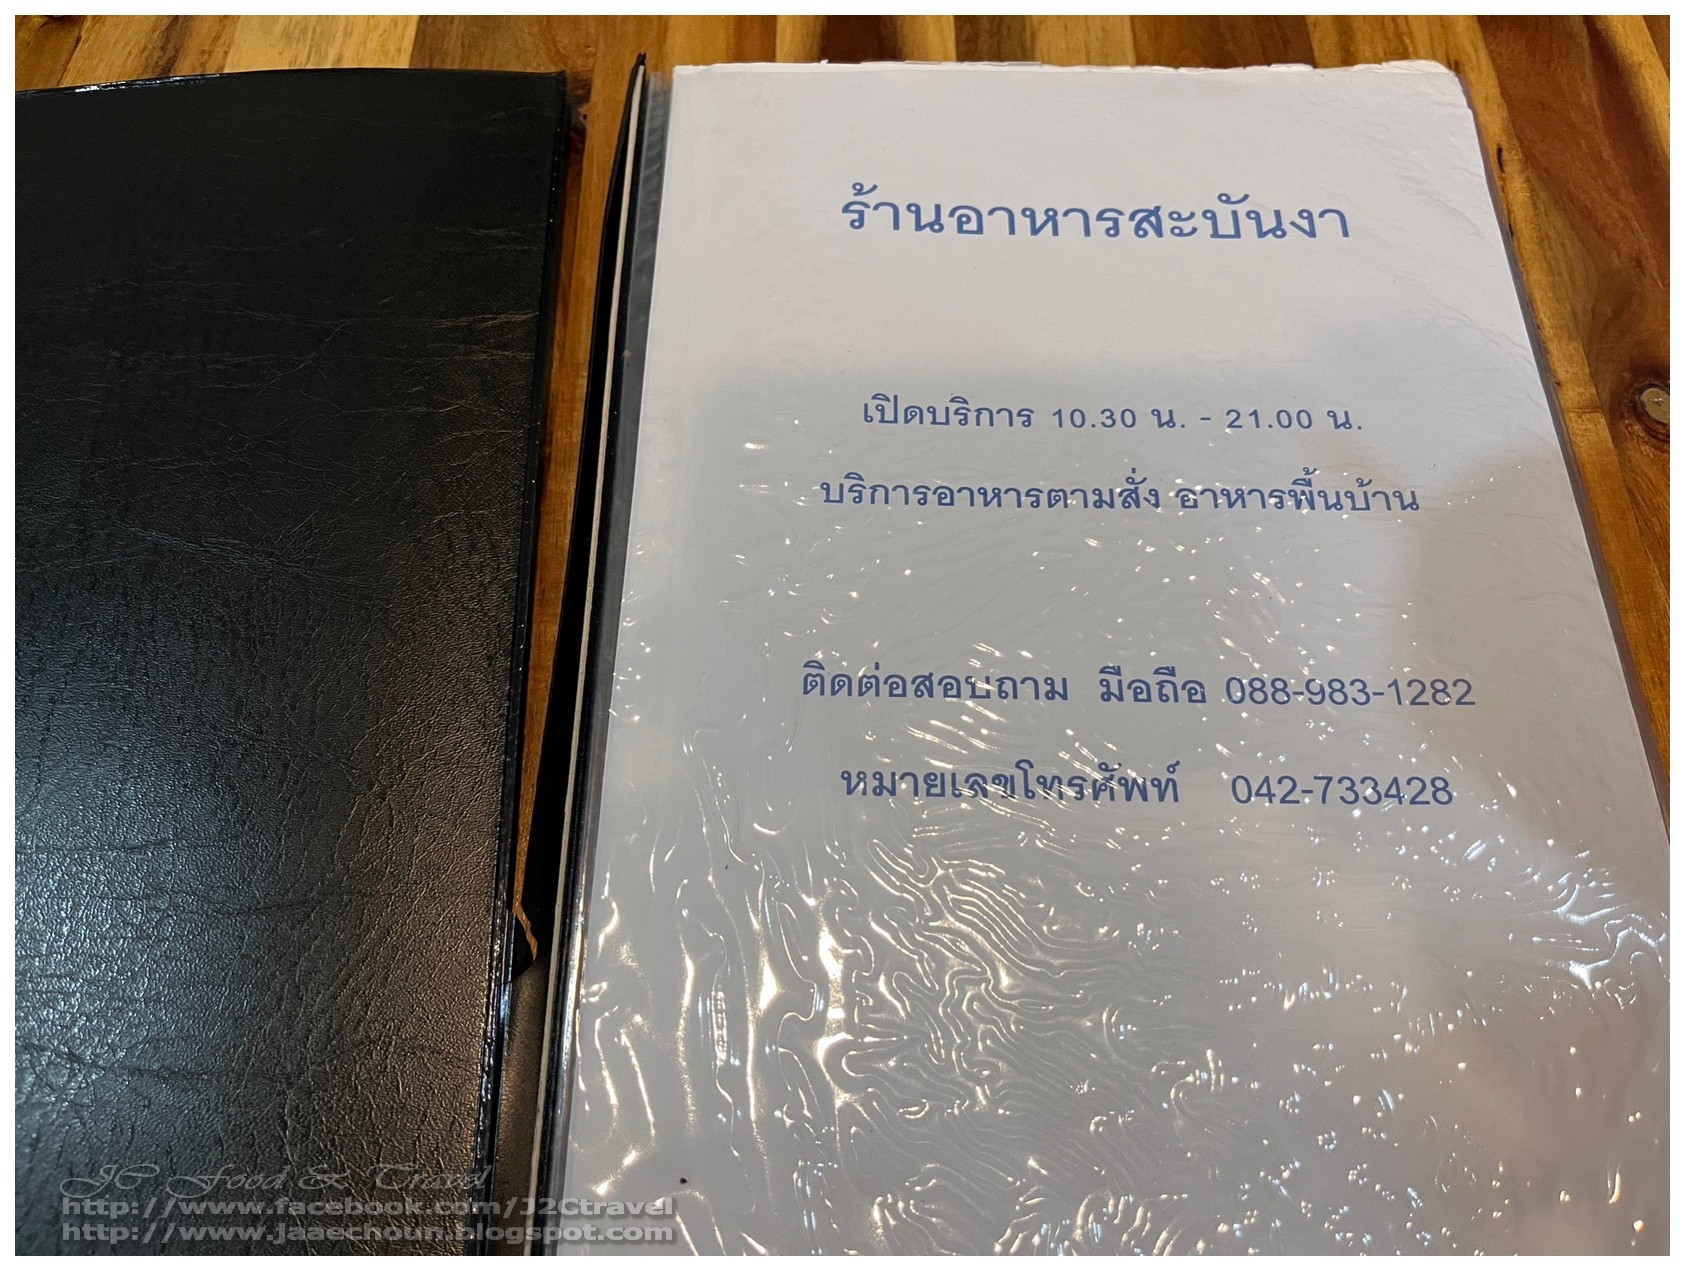 ร้านอาหารสะบันงา
เปิดบริการ 10.30 น. - 21.00 น.
บริการอาหารตามสั่ง อาหารพื้นบ้าน
ติดต่อสอบถาม มือถือ 088-983-1282
หมายเลขโทรศัพท์ 042-733428
JC Food & Travel
http://www.facebook.com/J2Ctravel
http://www.jaaechoun.blogspot.com